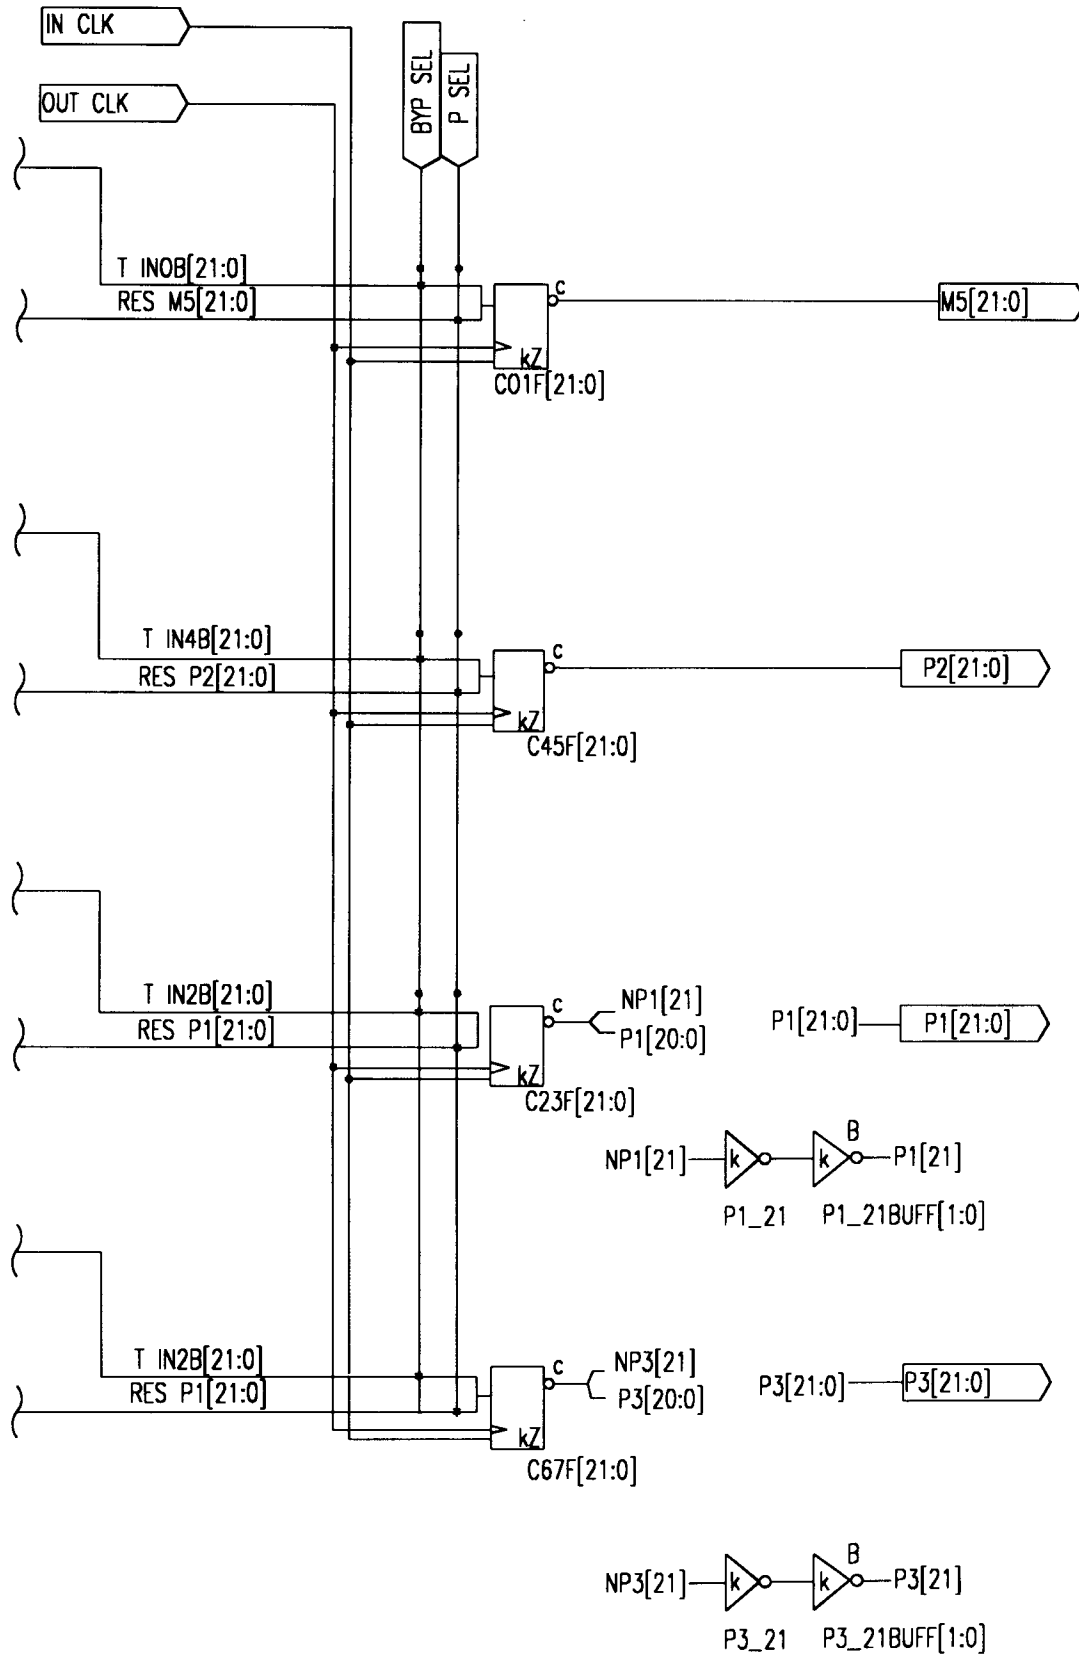 IN CLK
OUT CLK
BYP SEL
P SEL
T IN0B[21:0]
RES M5[21:0]
C
kZ
C01F[21:0]
M5[21:0]
T IN4B[21:0]
RES P2[21:0]
C
kZ
C45F[21:0]
P2[21:0]
T IN2B[21:0]
RES P1[21:0]
C
kZ
C23F[21:0]
NP1[21]
P1[20:0]
P1[21:0]
P1[21:0]
NP1[21]
k
k
B
P1[21]
P1_21
P1_21BUFF[1:0]
T IN2B[21:0]
RES P1[21:0]
C
kZ
C67F[21:0]
NP3[21]
P3[20:0]
P3[21:0]
P3[21:0]
NP3[21]
k
k
B
P3[21]
P3_21
P3_21BUFF[1:0]